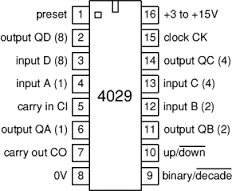 preset 1 16 +3 to +15V
output QD (8) 2 15 clock CK
input D (8) 3 14 output QC (4)
input A (1) 4 13 input C (4)
4029
carry in CI 5 12 input B (2)
output QA (1) 6 11 output QB (2)
carry out CO 7 10 up/down
0V 8 9 binary/decade